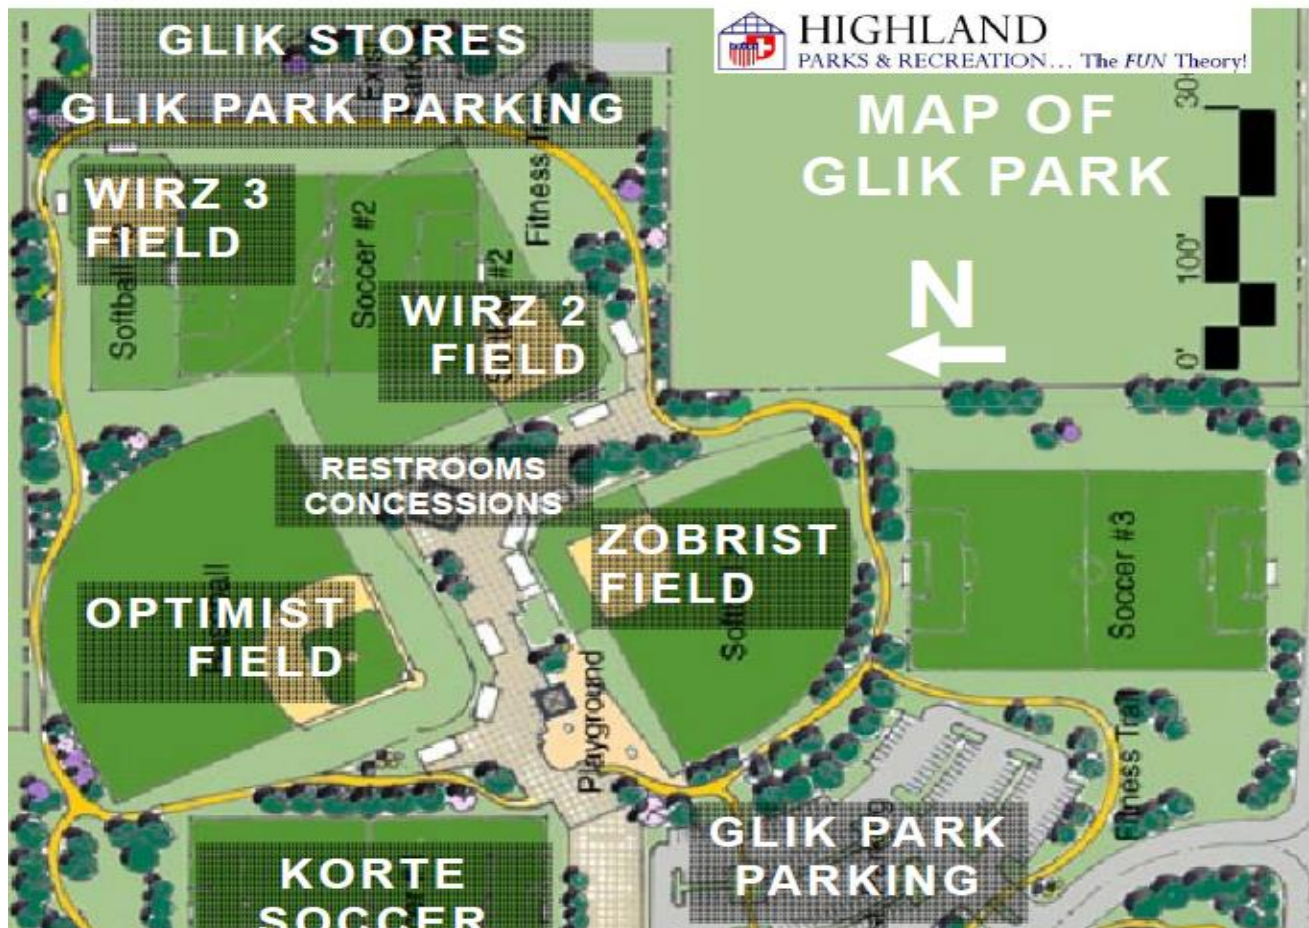 GLIK STORES
HIGHLAND
PARKS & RECREATION... The FUN Theory!
GLIK PARK PARKING
MAP OF
GLIK PARK
300'
100'
0'
N
WIRZ 3
FIELD
Softball
Soccer #2
Fitness
#2
WIRZ 2
FIELD
RESTROOMS
CONCESSIONS
ZOBRIST
FIELD
Soccer #3
OPTIMIST
FIELD
Playground
Fitness Trail
GLIK PARK
PARKING
KORTE
SOCCER